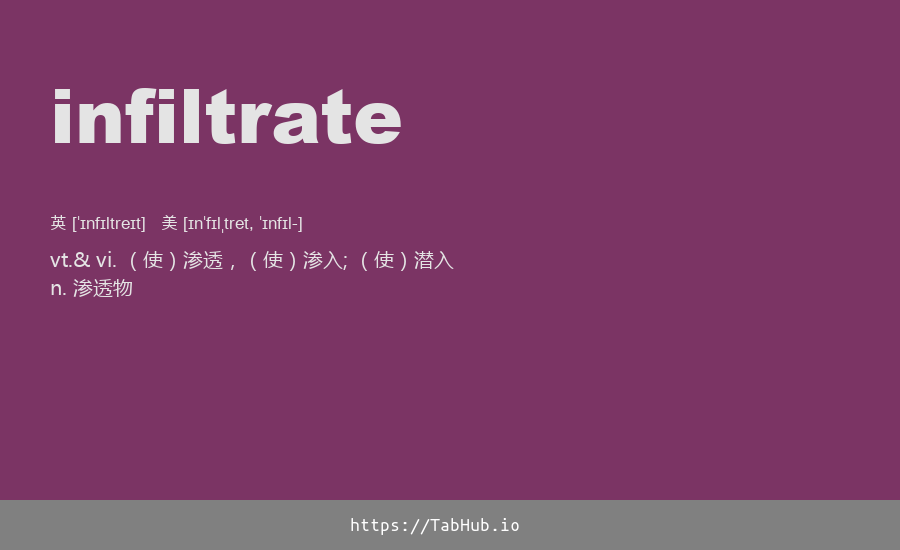 infiltrate
英 [ˈɪnfɪltreɪt] 美 [ɪnˈfɪlˌtret, ˈɪnfɪl-]
vt.& vi. （使）渗透，（使）渗入;（使）潜入
n. 渗透物
https://TabHub.io